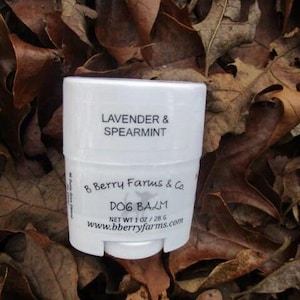 LAVENDER &
SPEARMINT
B Berry Farms & Co.
DOG BALM
NET WT 1 OZ / 28 G
www.bberryfarms.com